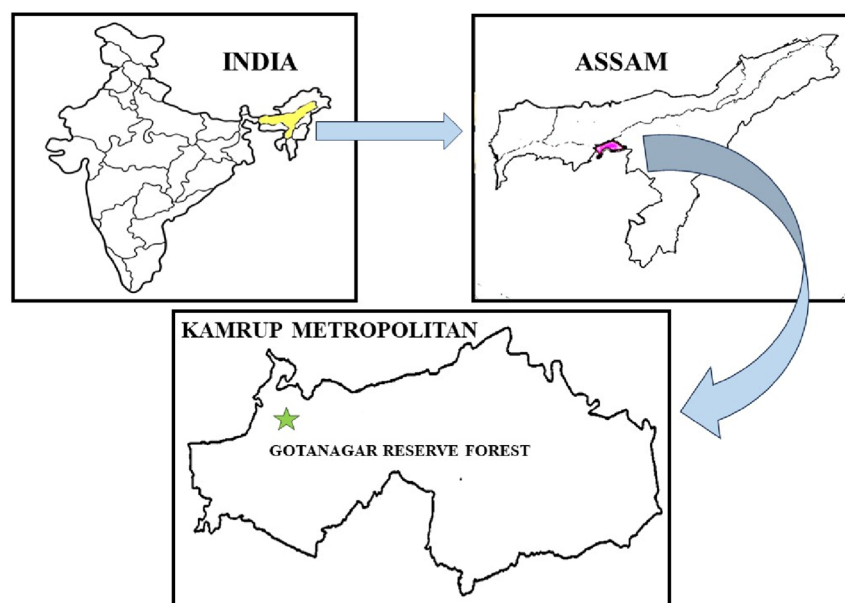 INDIA
ASSAM
KAMRUP METROPOLITAN
GOTANAGAR RESERVE FOREST